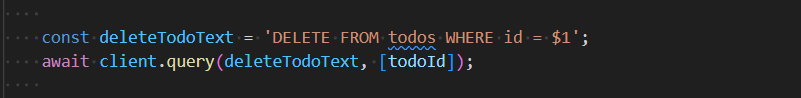 const deleteTodoText = 'DELETE FROM todos WHERE id = $1';
await client.query(deleteTodoText, [todoId]);